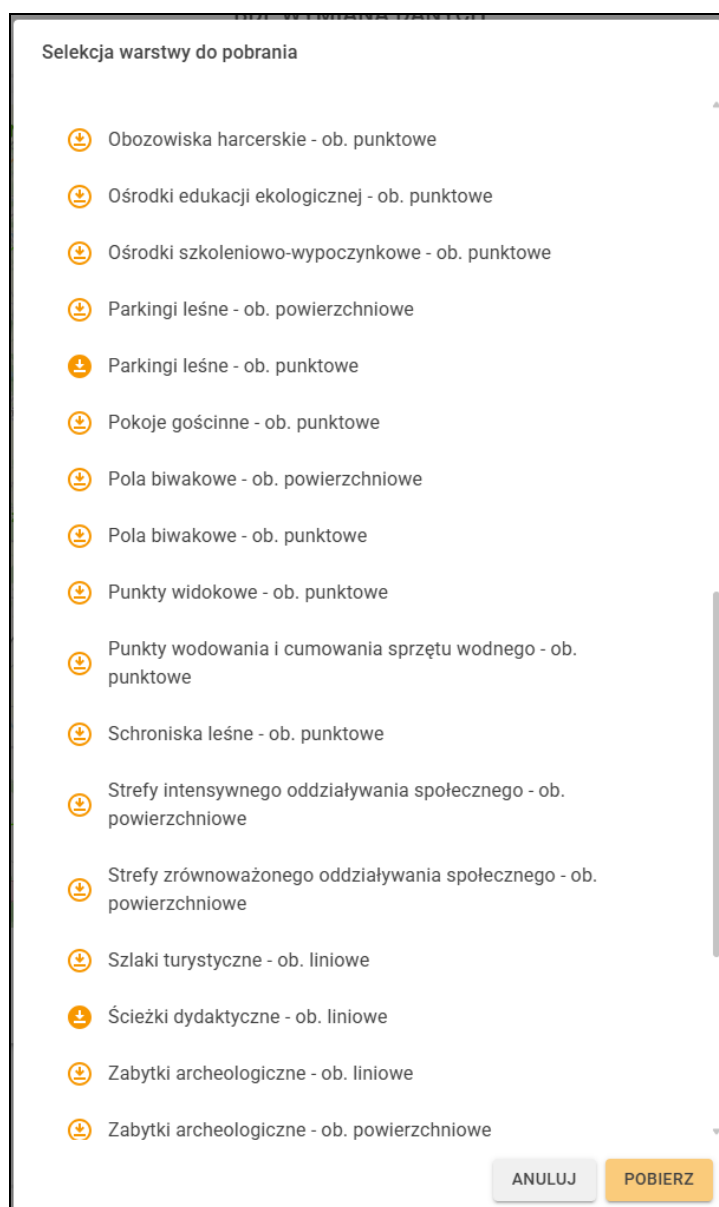 BDL WYMIANA DANYCH
Selekcja warstwy do pobrania
Obozowiska harcerskie - ob. punktowe
Ośrodki edukacji ekologicznej - ob. punktowe
Ośrodki szkoleniowo-wypoczynkowe - ob. punktowe
Parkingi leśne - ob. powierzchniowe
Parkingi leśne - ob. punktowe
Pokoje gościnne - ob. punktowe
Pola biwakowe - ob. powierzchniowe
Pola biwakowe - ob. punktowe
Punkty widokowe - ob. punktowe
Punkty wodowania i cumowania sprzętu wodnego - ob.
punktowe
Schroniska leśne - ob. punktowe
Strefy intensywnego oddziaływania społecznego - ob.
powierzchniowe
Strefy zrównoważonego oddziaływania społecznego - ob.
powierzchniowe
Szlaki turystyczne - ob. liniowe
Ścieżki dydaktyczne - ob. liniowe
Zabytki archeologiczne - ob. liniowe
Zabytki archeologiczne - ob. powierzchniowe
ANULUJ POBIERZ